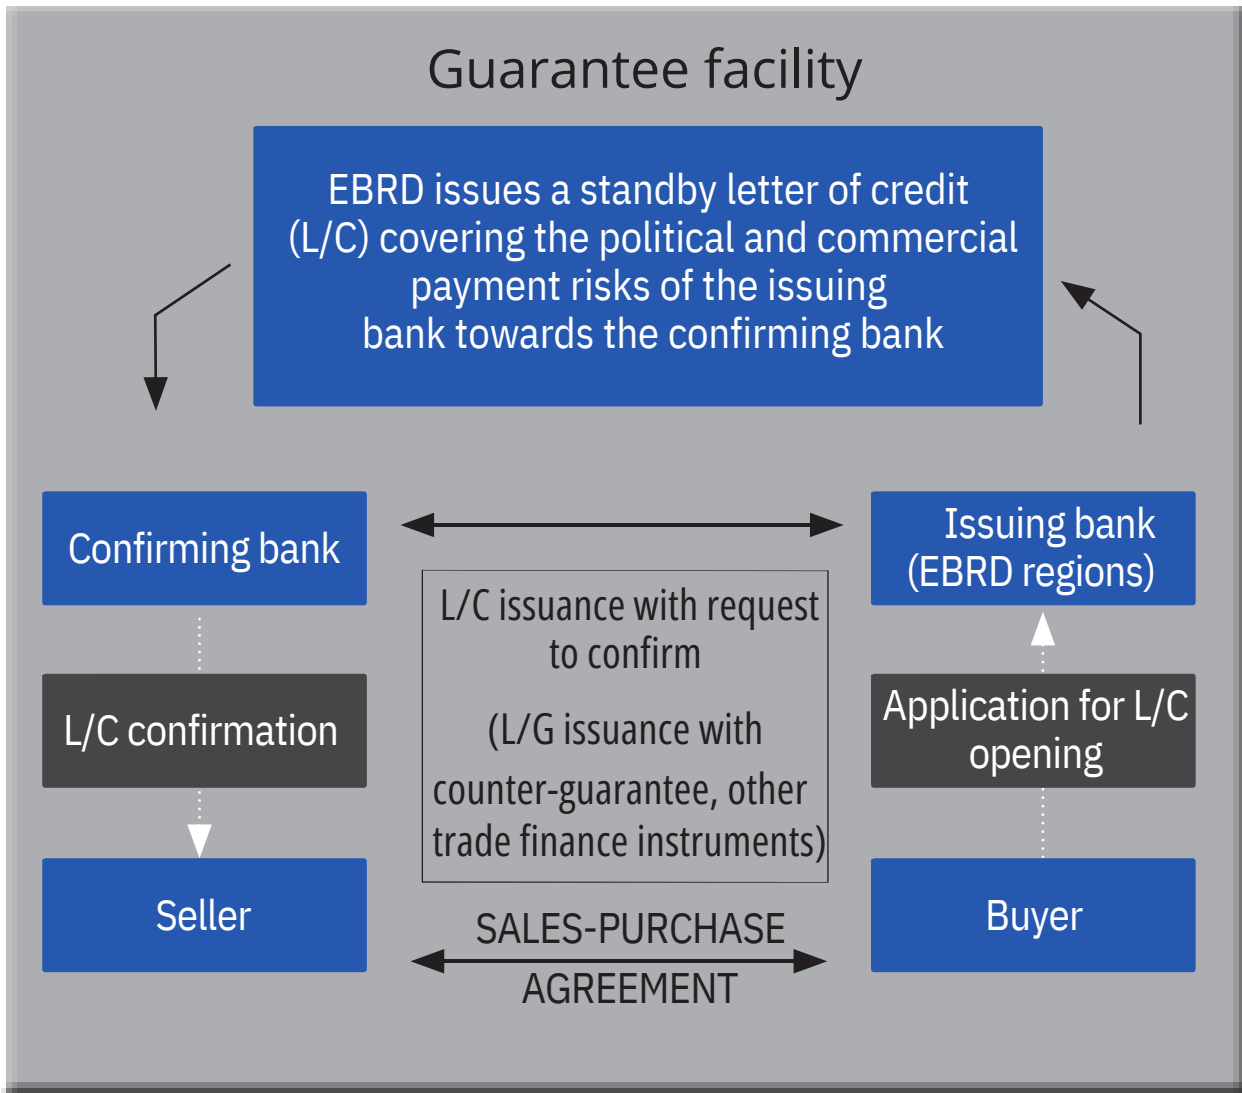 Guarantee facility
EBRD issues a standby letter of credit
(L/C) covering the political and commercial
payment risks of the issuing
bank towards the confirming bank
Confirming bank
Issuing bank
(EBRD regions)
L/C issuance with request
to confirm
(L/G issuance with
counter-guarantee, other
trade finance instruments)
L/C confirmation
Application for L/C
opening
Seller
SALES-PURCHASE
AGREEMENT
Buyer